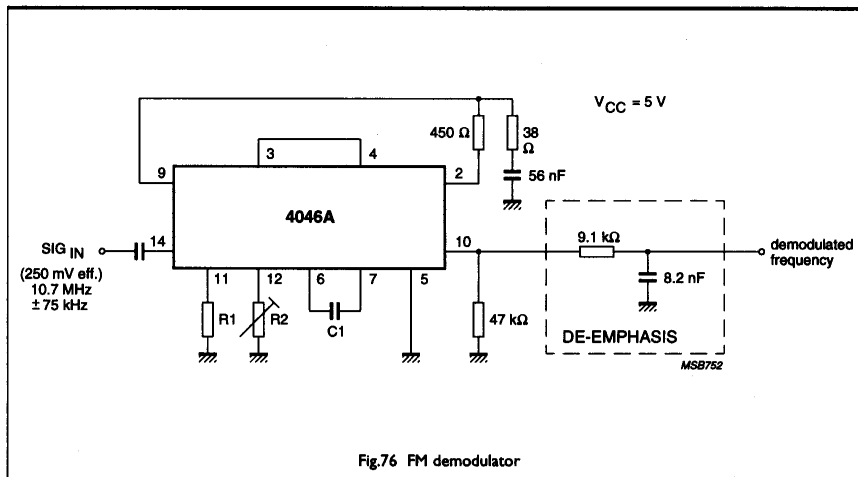 V CC = 5 V
450 Ω
38 Ω
3
4
9
2
56 nF
4046A
SIG IN
14
10
9.1 kΩ
demodulated
frequency
(250 mV eff.)
10.7 MHz
± 75 kHz
11
12
6
7
5
8.2 nF
R1
R2
C1
47 kΩ
DE-EMPHASIS
MSB752
Fig.76 FM demodulator